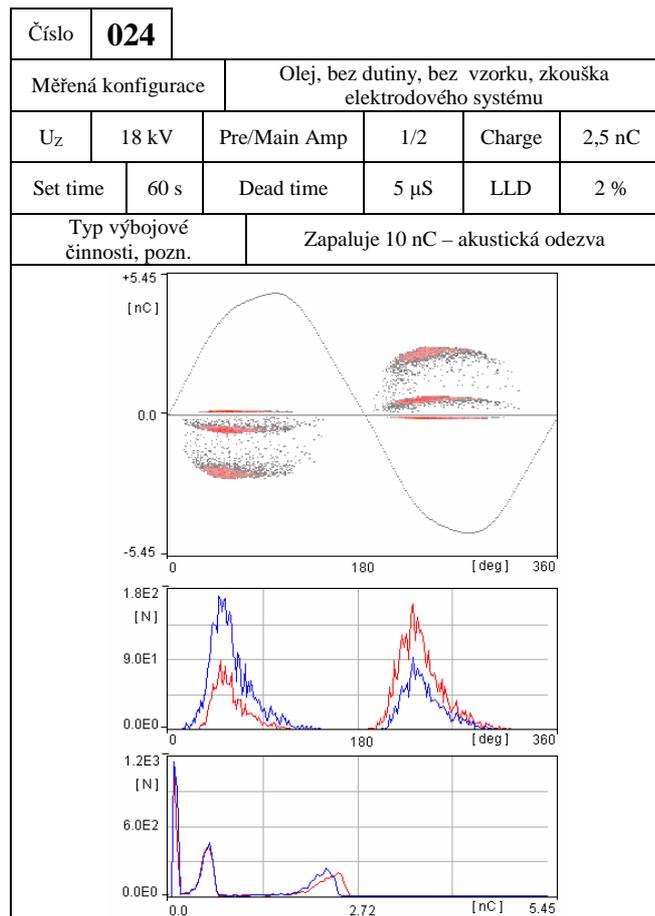 Číslo 024
Měřená konfigurace
Olej, bez dutiny, bez vzorku, zkouška
elektrodového systému
UZ 18 kV Pre/Main Amp 1/2 Charge 2,5 nC
Set time 60 s Dead time 5 μS LLD 2 %
Typ výbojové
činnosti, pozn.
Zapaluje 10 nC – akustická odezva
+5.45
[nC]
0.0
-5.45
0 180 [deg] 360
1.8E2
[N]
9.0E1
0.0E0
0 180 [deg] 360
1.2E3
[N]
6.0E2
0.0E0
0.0 2.72 [nC] 5.45